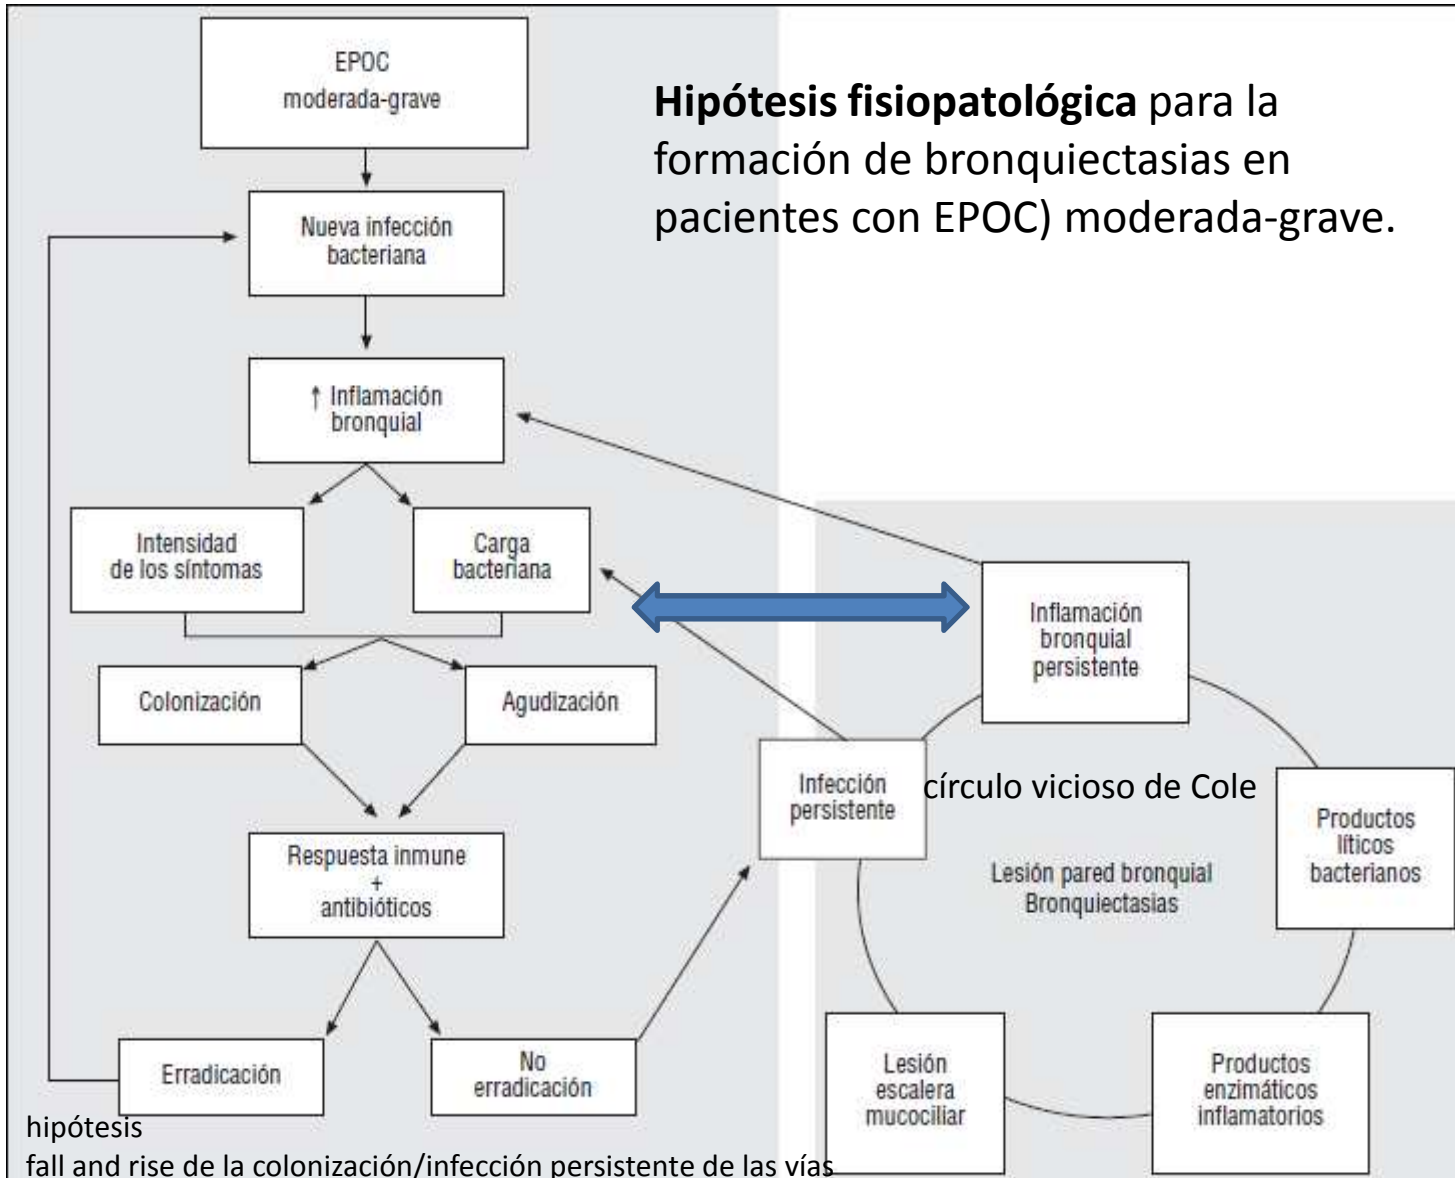 EPOC
moderada-grave
Hipótesis fisiopatológica para la
formación de bronquiectasias en
pacientes con EPOC) moderada-grave.
Nueva infección
bacteriana
↑ Inflamación
bronquial
Intensidad
de los síntomas
Carga
bacteriana
Colonización
Agudización
Respuesta inmune
+
antibióticos
Erradicación
No
erradicación
Inflamación
bronquial
persistente
Infección
persistente
círculo vicioso de Cole
Productos
líticos
bacterianos
Lesión pared bronquial
Bronquiectasias
Lesión
escalera
mucociliar
Productos
enzimáticos
inflamatorios
hipótesis
fall and rise de la colonización/infección persistente de las vías